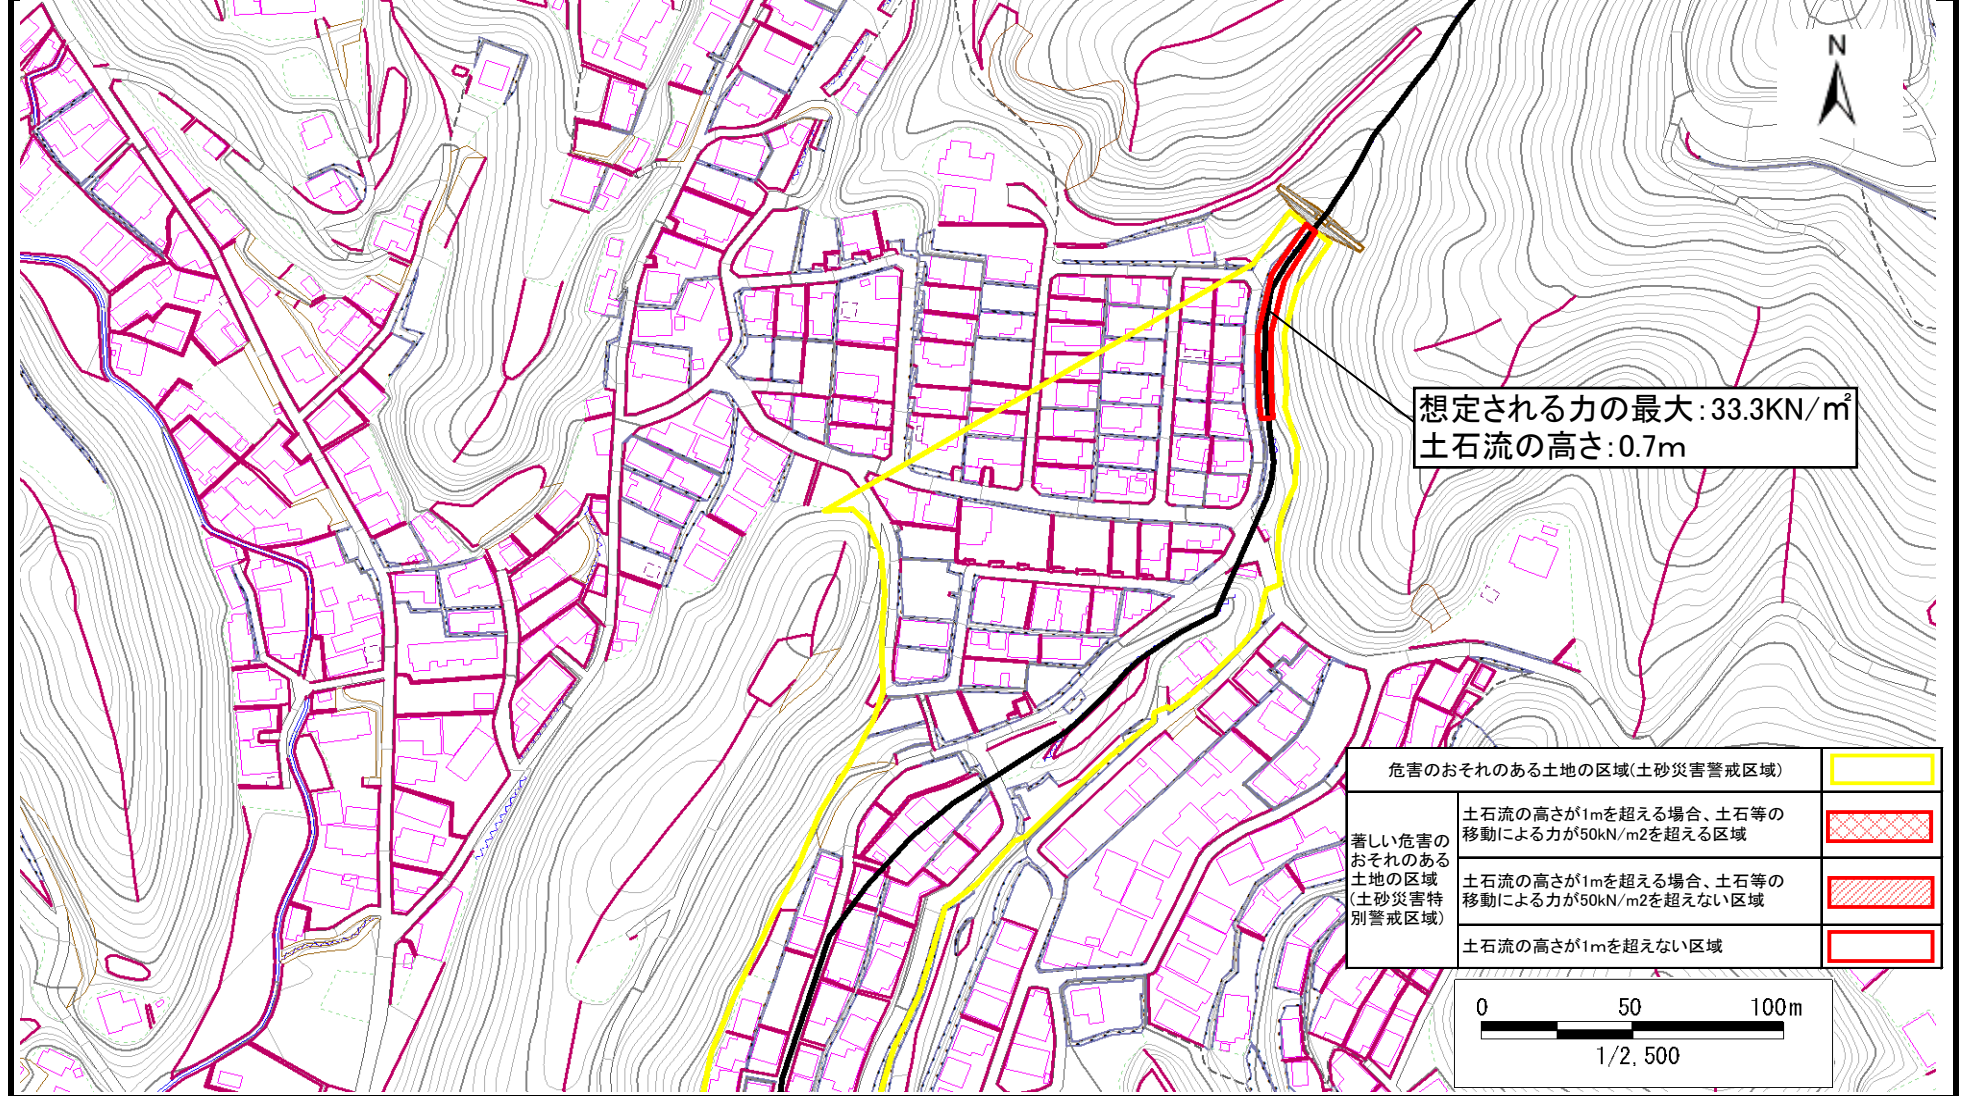 N
想定される力の最大:33.3KN/㎡
土石流の高さ:0.7m
危害のおそれのある土地の区域(土砂災害警戒区域)
著しい危害の
おそれのある
土地の区域
(土砂災害特
別警戒区域)
土石流の高さが1mを超える場合、土石等の
移動による力が50kN/m2を超える区域
土石流の高さが1mを超える場合、土石等の
移動による力が50kN/m2を超えない区域
土石流の高さが1mを超えない区域
0 50 100m
1/2,500